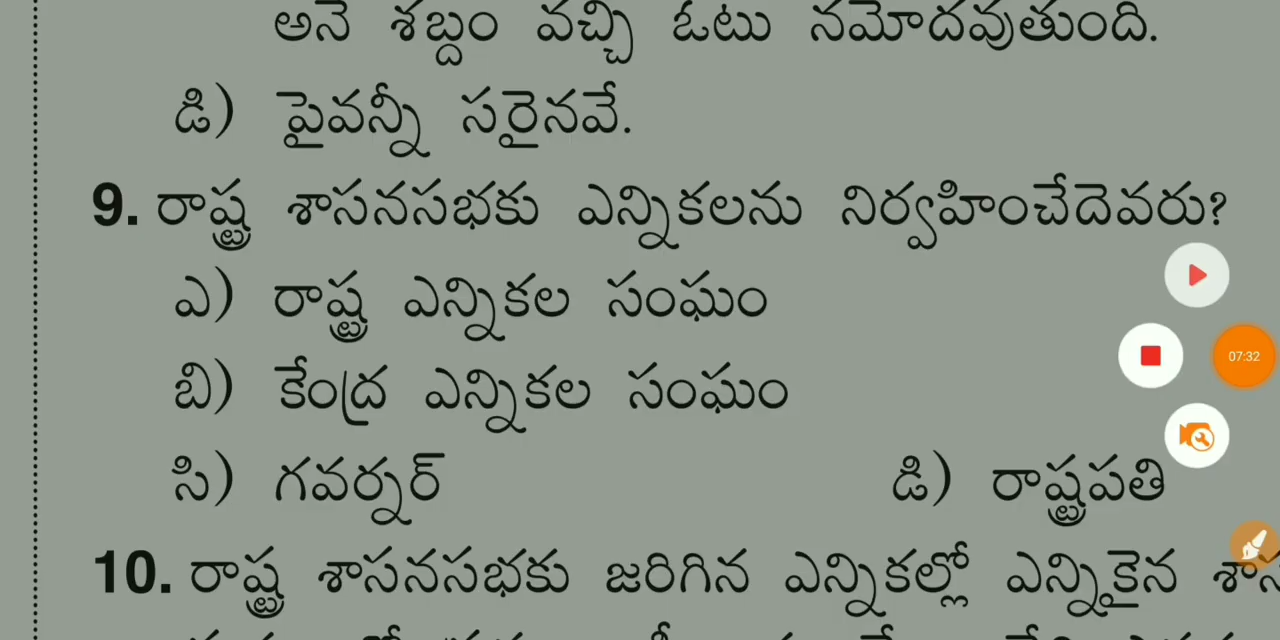 అనే శబ్దం వచ్చి ఓటు నమోదవుతుంది.
డి) పైవన్నీ సరైనవే.
9. రాష్ట్ర శాసనసభకు ఎన్నికలను నిర్వహించేదెవరు?
ఎ) రాష్ట్ర ఎన్నికల సంఘం
బి) కేంద్ర ఎన్నికల సంఘం
07:32
సి) గవర్నర్ డి) రాష్ట్రపతి
10. రాష్ట్ర శాసనసభకు జరిగిన ఎన్నికల్లో ఎన్నికైన